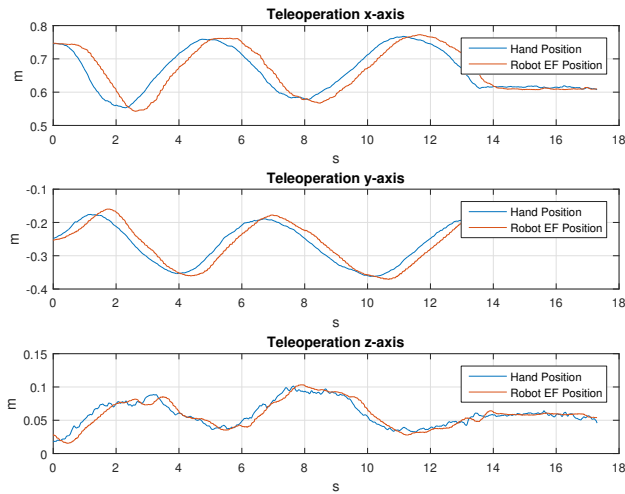 Teleoperation x-axis
0.8
0.7
0.6
0.5
m
Hand Position
Robot EF Position
0 2 4 6 8 10 12 14 16 18
s
Teleoperation y-axis
-0.1
-0.2
-0.3
-0.4
m
Hand Position
Robot EF Position
0 2 4 6 8 10 12 14 16 18
s
Teleoperation z-axis
0.15
0.1
0.05
0
m
Hand Position
Robot EF Position
0 2 4 6 8 10 12 14 16 18
s